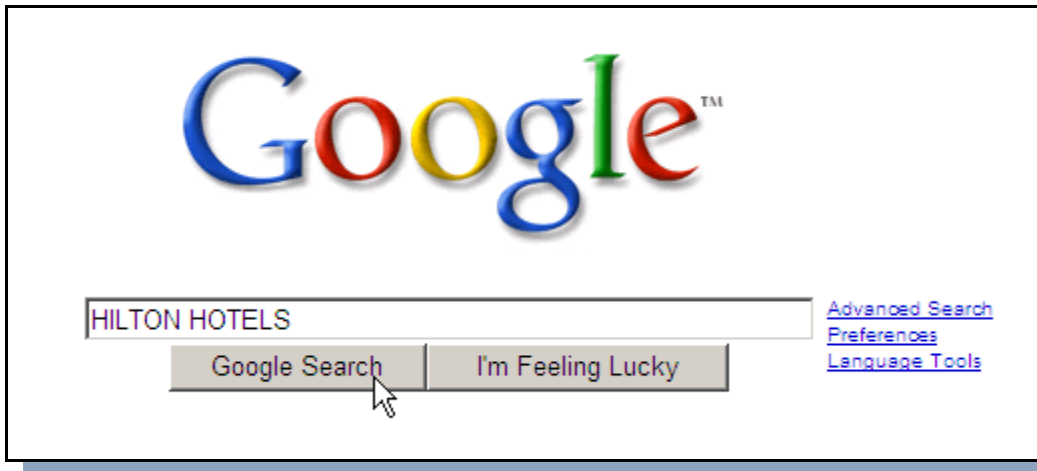 Google™
HILTON HOTELS
Advanced Search
Preferences
Language Tools
Google Search
I'm Feeling Lucky